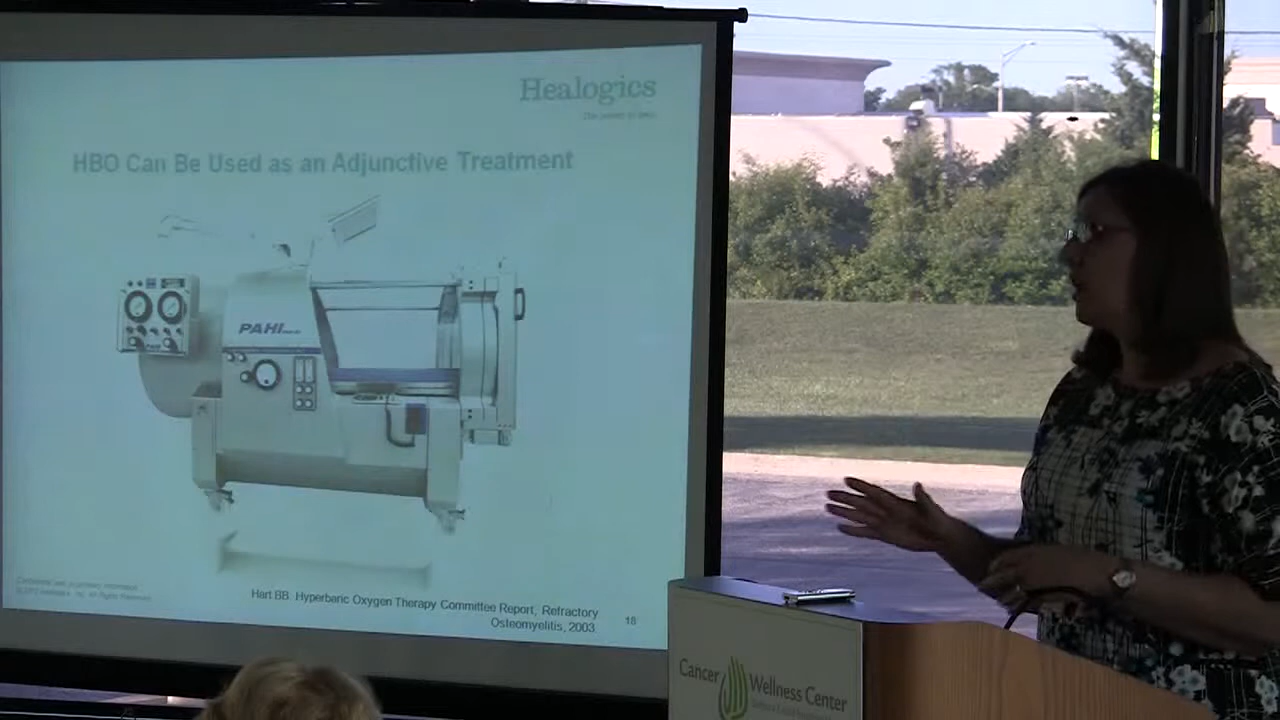 Healogics
HBO Can Be Used as an Adjunctive Treatment
PAHI
Hart BB. Hyperbaric Oxygen Therapy Committee Report, Refractory
Osteomyelitis, 2003.
18
Cancer Wellness Center